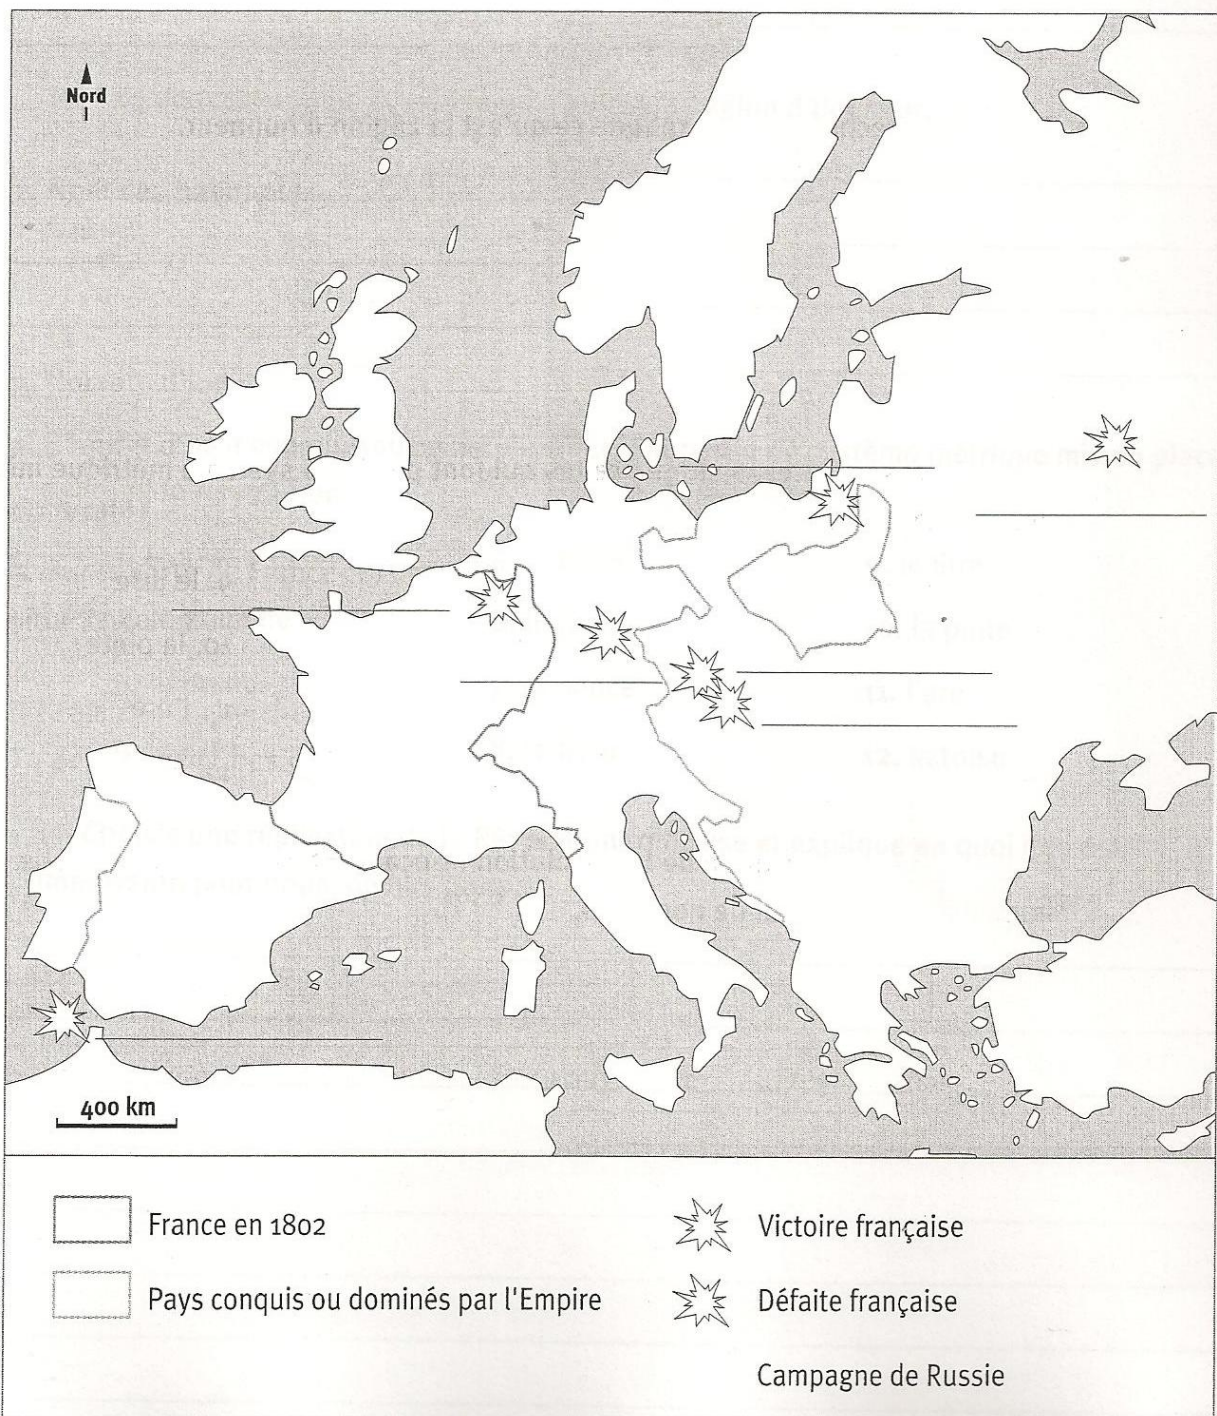 Nord
400 km
France en 1802
Pays conquis ou dominés par l'Empire
Victoire française
Défaite française
Campagne de Russie